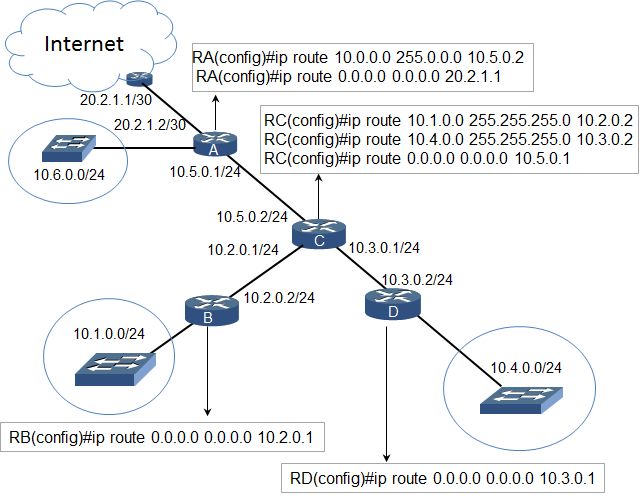 Internet
RA(config)#ip route 10.0.0.0 255.0.0.0 10.5.0.2
RA(config)#ip route 0.0.0.0 0.0.0.0 20.2.1.1
20.2.1.1/30
20.2.1.2/30
RC(config)#ip route 10.1.0.0 255.255.255.0 10.2.0.2
RC(config)#ip route 10.4.0.0 255.255.255.0 10.3.0.2
RC(config)#ip route 0.0.0.0 0.0.0.0 10.5.0.1
A
10.6.0.0/24
10.5.0.1/24
10.5.0.2/24
C
10.2.0.1/24
10.3.0.1/24
10.3.0.2/24
10.2.0.2/24
B
D
10.1.0.0/24
10.4.0.0/24
RB(config)#ip route 0.0.0.0 0.0.0.0 10.2.0.1
RD(config)#ip route 0.0.0.0 0.0.0.0 10.3.0.1